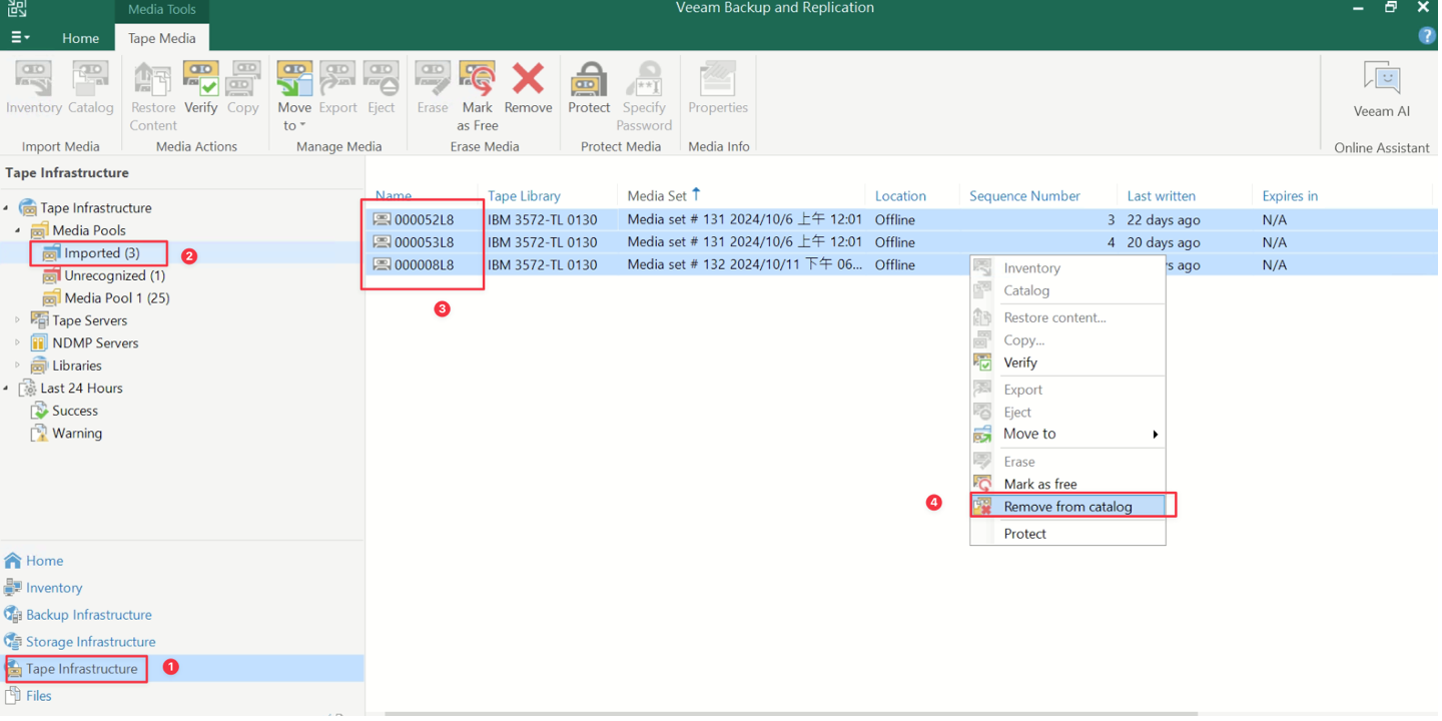 Media Tools
Veeam Backup and Replication
Home
Tape Media
?
Inventory
Catalog
Restore Content
Verify
Copy
Move to
Export
Eject
Erase
Mark as Free
Remove
Protect
Specify Password
Properties
Veeam AI
Import Media
Media Actions
Manage Media
Erase Media
Protect Media
Media Info
Online Assistant
Tape Infrastructure
Tape Infrastructure
Media Pools
Imported (3)
2
Unrecognized (1)
Media Pool 1 (25)
Tape Servers
NDMP Servers
Libraries
Last 24 Hours
Success
Warning
Home
Inventory
Backup Infrastructure
Storage Infrastructure
Tape Infrastructure
1
Files
Name Tape Library Media Set Location Sequence Number Last written Expires in
000052L8 IBM 3572-TL 0130 Media set # 131 2024/10/6 上午 12:01 Offline 3 22 days ago N/A
000053L8 IBM 3572-TL 0130 Media set # 131 2024/10/6 上午 12:01 Offline 4 20 days ago N/A
000008L8 IBM 3572-TL 0130 Media set # 132 2024/10/11 下午 06... Offline ago N/A
3
Inventory
Catalog
Restore content...
Copy...
Verify
Export
Eject
Move to
Erase
Mark as free
4
Remove from catalog
Protect